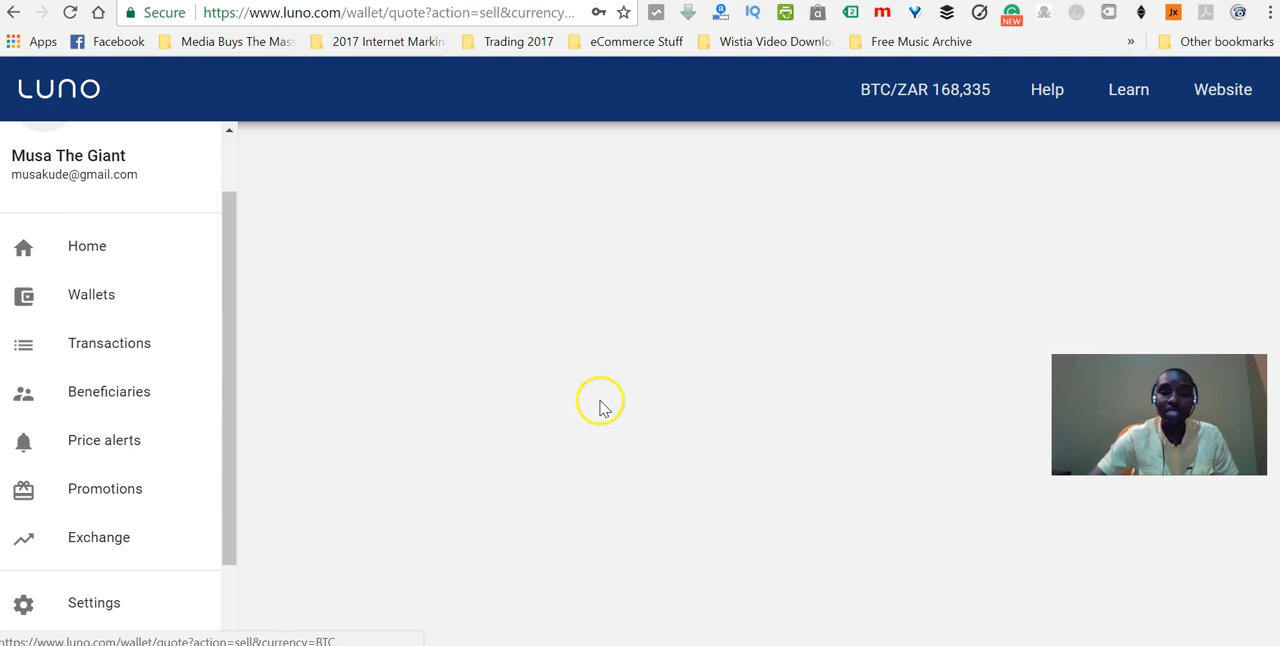 Secure https://www.luno.com/wallet/quote?action=sell&currency...
NEW
Apps Facebook Media Buys The Mass 2017 Internet Markin Trading 2017 eCommerce Stuff Wistia Video Downlo Free Music Archive » Other bookmarks
LUNO BTC/ZAR 168,335 Help Learn Website
Musa The Giant
musakude@gmail.com
Home
Wallets
Transactions
Beneficiaries
Price alerts
Promotions
Exchange
Settings
https://www.luno.com/wallet/quote?action=sell&currency=BTC